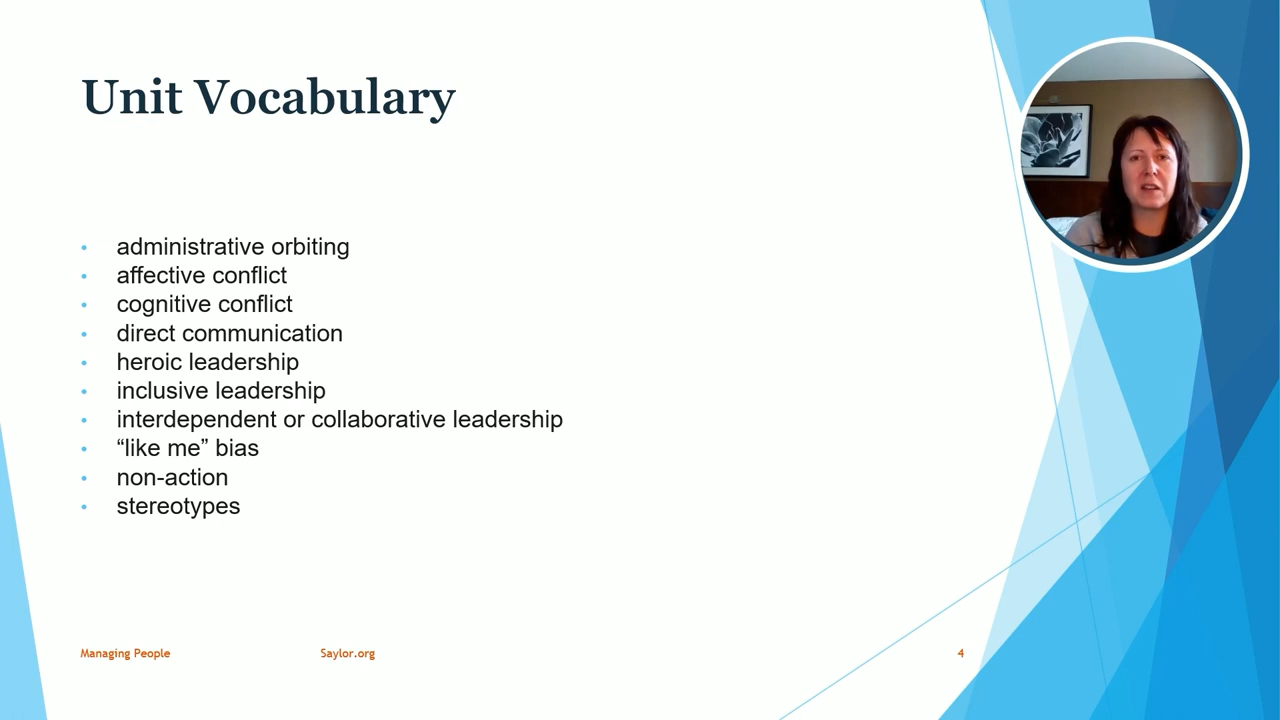 Unit Vocabulary
• administrative orbiting
• affective conflict
• cognitive conflict
• direct communication
• heroic leadership
• inclusive leadership
• interdependent or collaborative leadership
• “like me” bias
• non-action
• stereotypes
Managing People Saylor.org 4